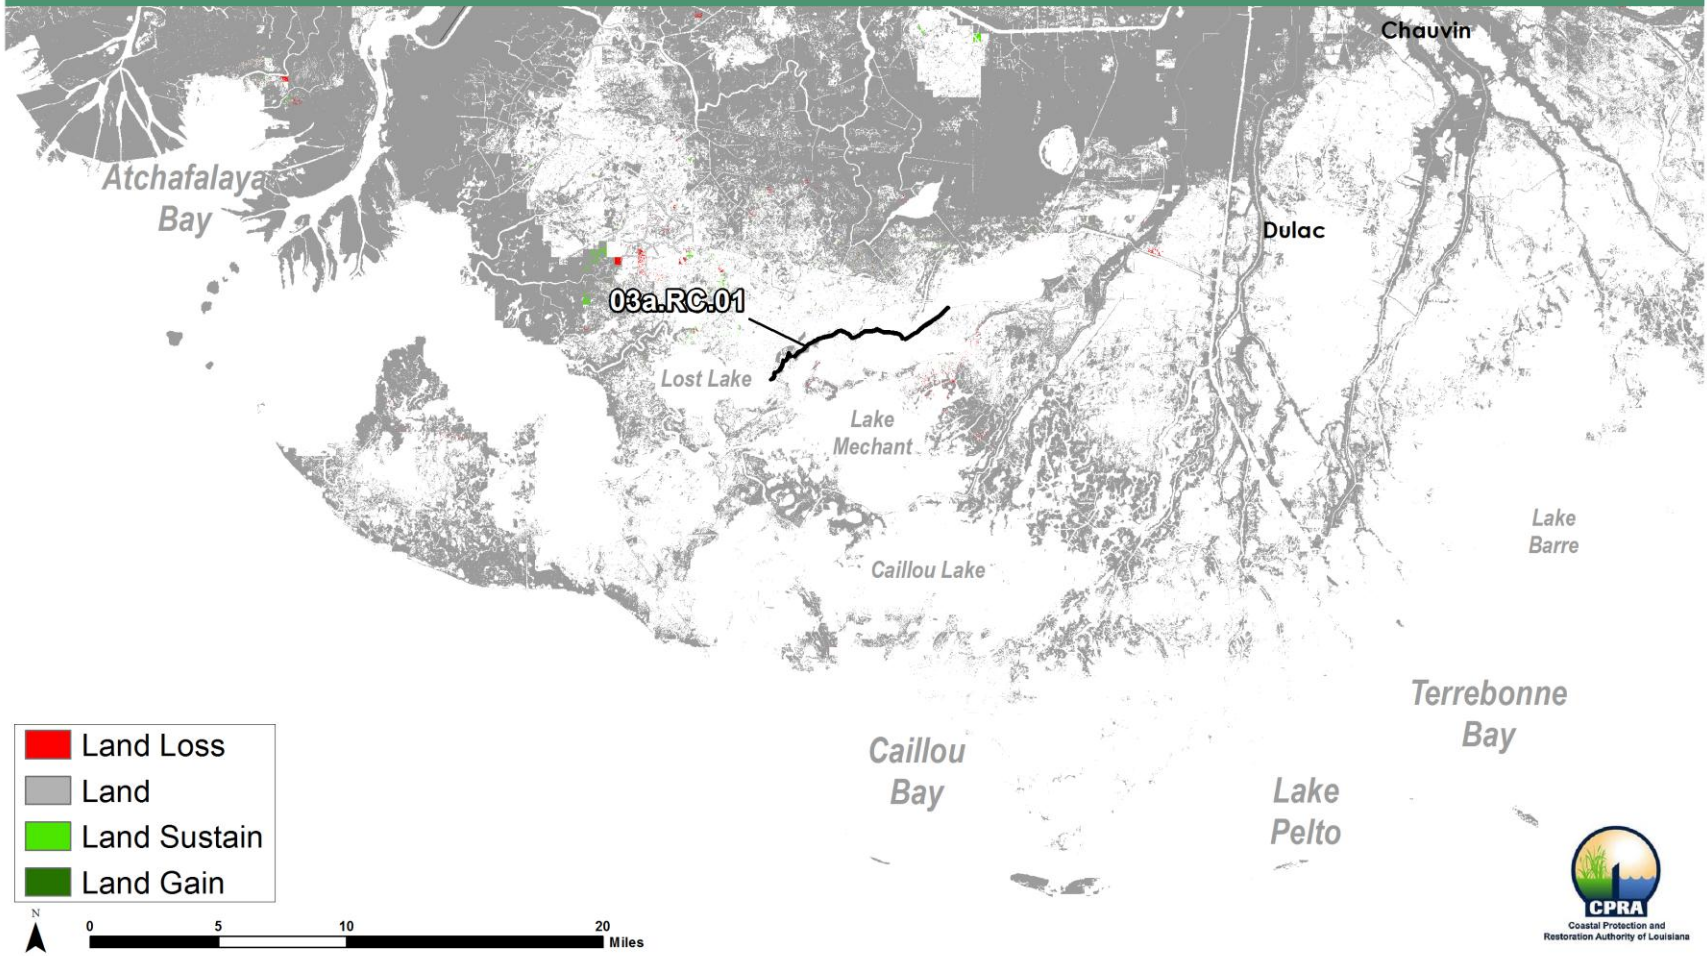 Chauvin
Atchafalaya
Bay
Dulac
03a.RC.01
Lost Lake
Lake
Mechant
Lake
Barre
Caillou Lake
Terrebonne
Bay
Caillou
Bay
Lake
Pelto
Land Loss
Land
Land Sustain
Land Gain
N
0 5 10 20
Miles
CPRA
Coastal Protection and
Restoration Authority of Louisiana